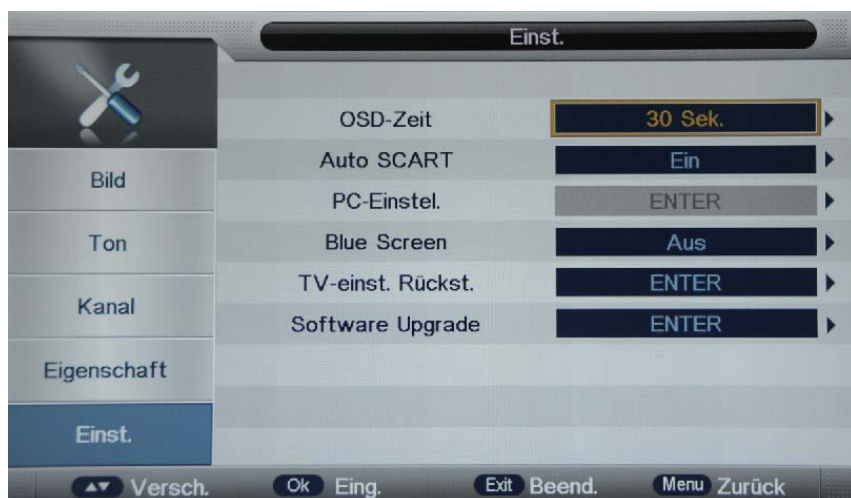 Einst.
OSD-Zeit 30 Sek.
Auto SCART Ein
PC-Einstel. ENTER
Blue Screen Aus
TV-einst. Rückst. ENTER
Software Upgrade ENTER
Bild
Ton
Kanal
Eigenschaft
Einst.
Versch. Ok Eing. Exit Beend. Menu Zurück